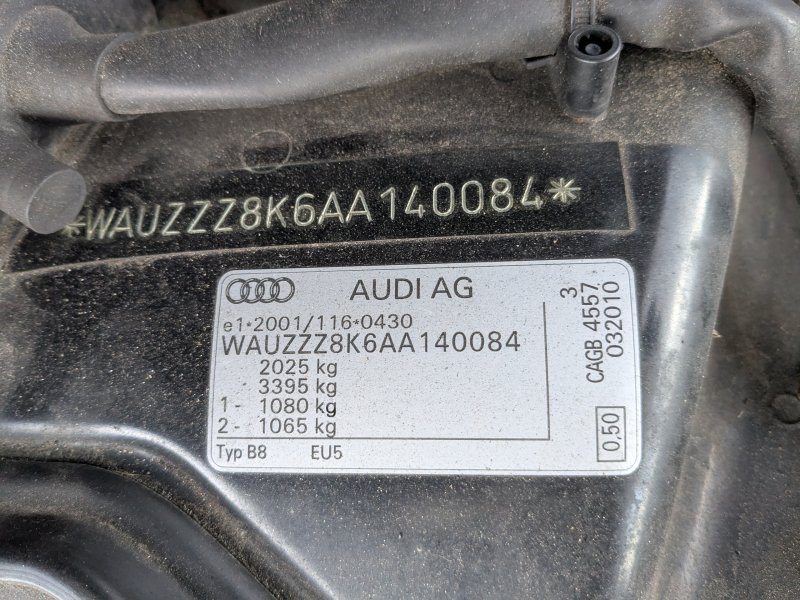 *WAUZZZ8K6AA140084*
AUDI AG
e1*2001/116*0430
WAUZZZ8K6AA140084
2025 kg
3395 kg
1- 1080 kg
2- 1065 kg
Typ B8 EU5
3
CAGB 4557
032010
0,50